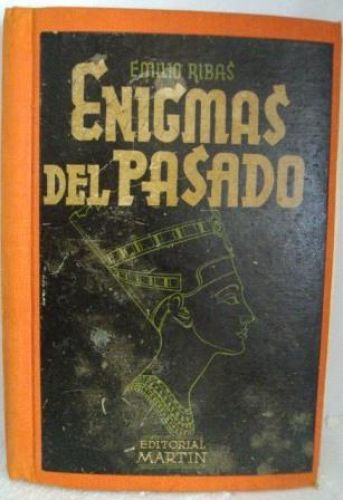 EMILIO RIBAS
ENIGMAS
DEL PASADO
EDITORIAL
MARTIN